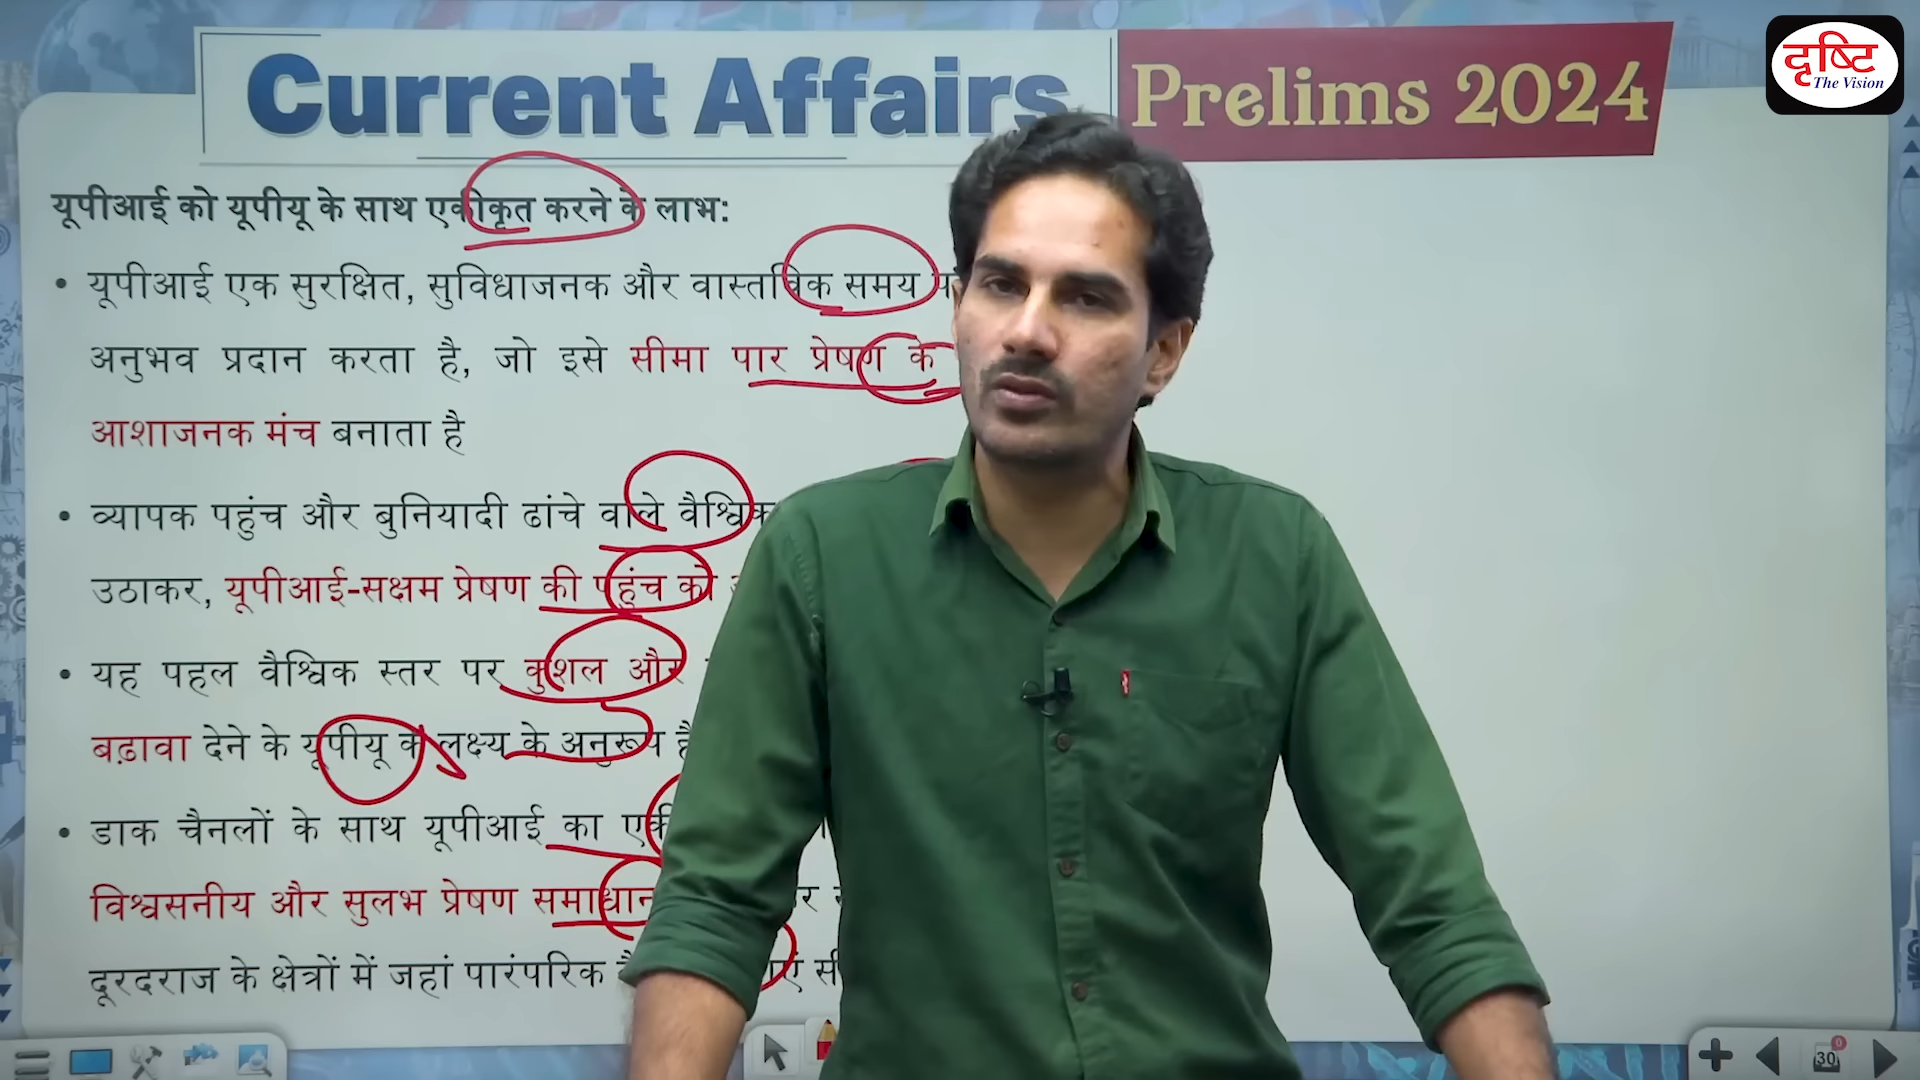 Current Affairs
Prelims 2024
दृष्टि
The Vision
यूपीआई को यूपीयू के साथ एकीकृत करने के लाभ:
• यूपीआई एक सुरक्षित, सुविधाजनक और वास्तविक समय
अनुभव प्रदान करता है, जो इसे सीमा पार प्रेषण के
आशाजनक मंच बनाता है
• व्यापक पहुंच और बुनियादी ढांचे वाले वैश्विक
उठाकर, यूपीआई-सक्षम प्रेषण की पहुंच को
• यह पहल वैश्विक स्तर पर कुशल और
बढ़ावा देने के यूपीयू के लक्ष्य के अनुरूप है
• डाक चैनलों के साथ यूपीआई का
विश्वसनीय और सुलभ प्रेषण समाधान
दूरदराज के क्षेत्रों में जहां पारंपरिक
30
0